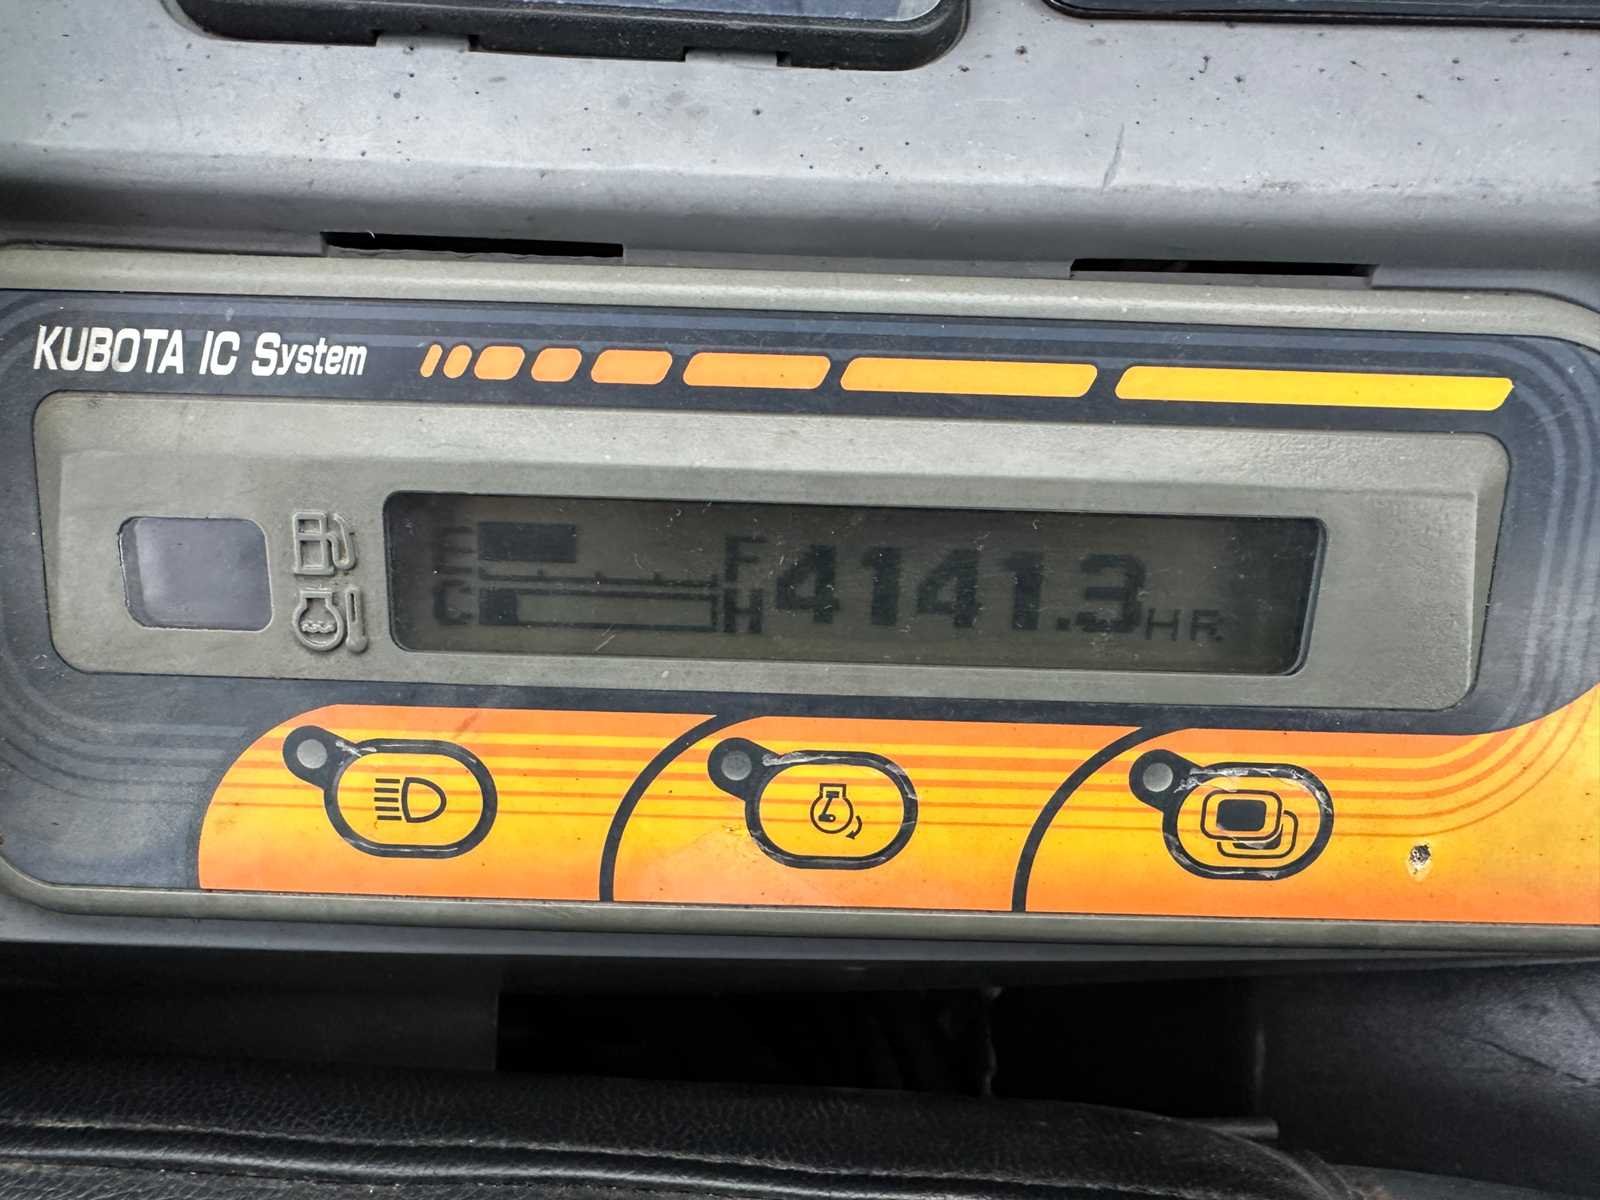 KUBOTA IC System
E F 4141.3 HR.
C H